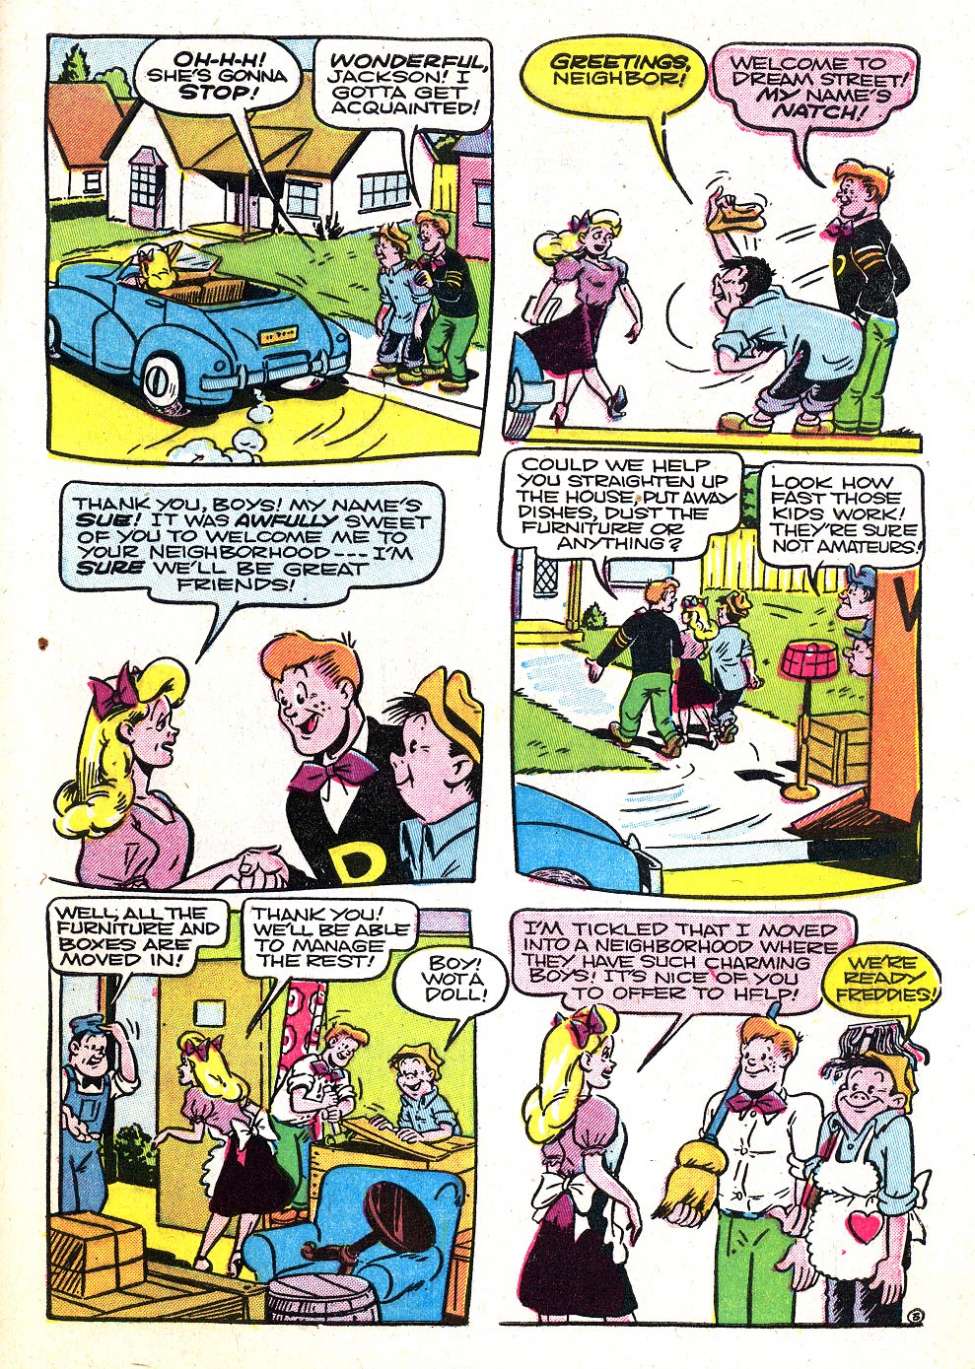 OH-H-H!
SHE'S GONNA
STOP!
WONDERFUL,
JACKSON! I
GOTTA GET
ACQUAINTED!
GREETINGS,
NEIGHBOR!
WELCOME TO
DREAM STREET!
MY NAME'S
NATCH!
D
THANK YOU, BOYS! MY NAME'S
SUE! IT WAS AWFULLY SWEET
OF YOU TO WELCOME ME TO
YOUR NEIGHBORHOOD --- I'M
SURE WE'LL BE GREAT
FRIENDS!
D
COULD WE HELP
YOU STRAIGHTEN UP
THE HOUSE, PUT AWAY
DISHES, DUST THE
FURNITURE OR
ANYTHING?
LOOK HOW
FAST THOSE
KIDS WORK!
THEY'RE SURE
NOT AMATEURS!
V
WELL, ALL THE
FURNITURE AND
BOXES ARE
MOVED IN!
THANK YOU!
WE'LL BE ABLE
TO MANAGE
THE REST!
BOY!
WOT A
DOLL!
I'M TICKLED THAT I MOVED
INTO A NEIGHBORHOOD WHERE
THEY HAVE SUCH CHARMING
BOYS! IT'S NICE OF YOU
TO OFFER TO HELP!
WE'RE
READY
FREDDIES!